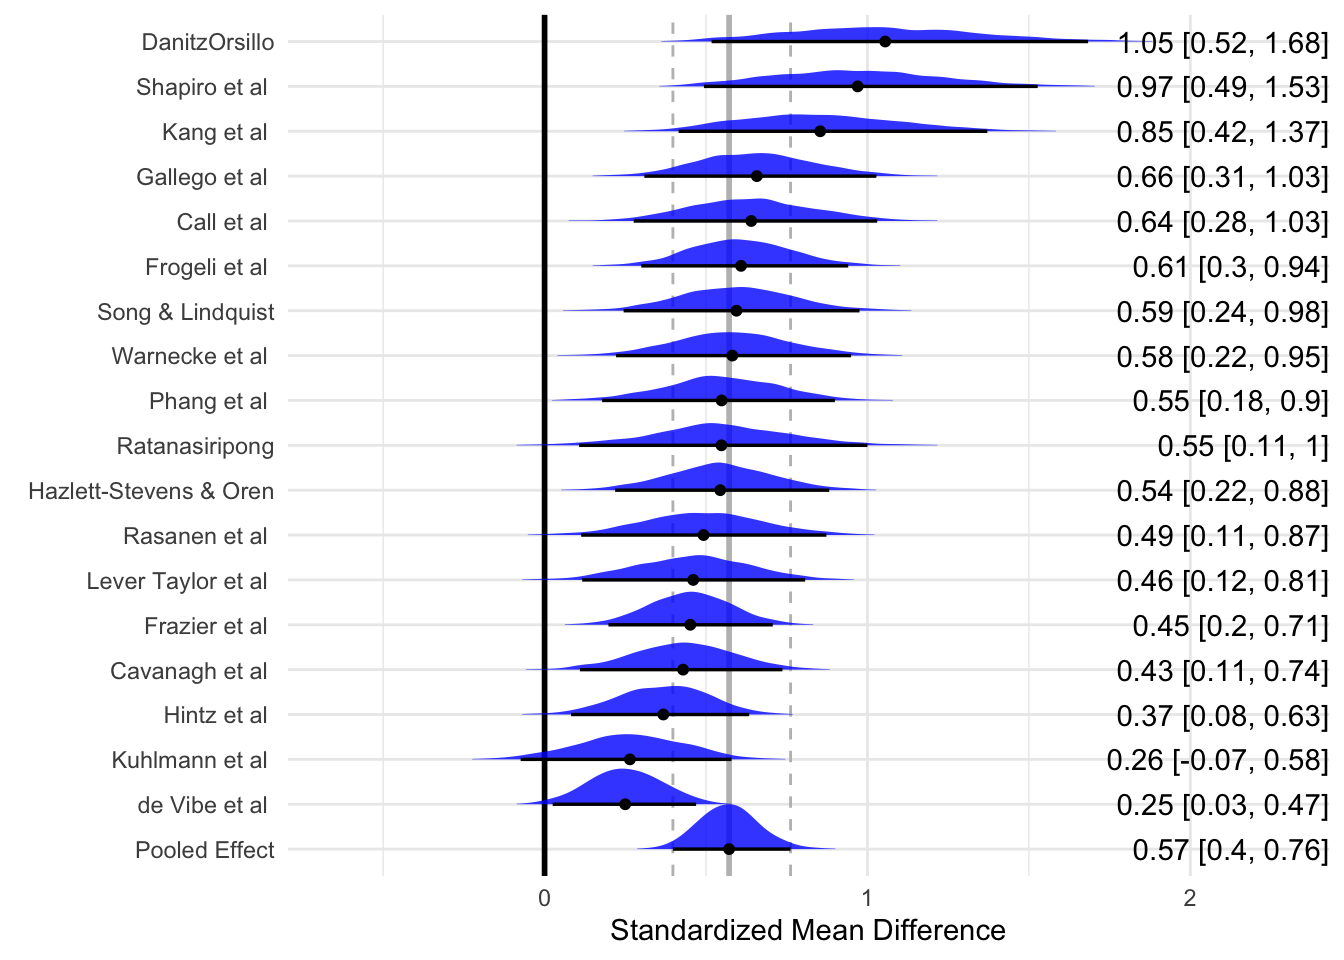 DanitzOrsillo 1.05 [0.52, 1.68]
Shapiro et al 0.97 [0.49, 1.53]
Kang et al 0.85 [0.42, 1.37]
Gallego et al 0.66 [0.31, 1.03]
Call et al 0.64 [0.28, 1.03]
Frogeli et al 0.61 [0.3, 0.94]
Song & Lindquist 0.59 [0.24, 0.98]
Warnecke et al 0.58 [0.22, 0.95]
Phang et al 0.55 [0.18, 0.9]
Ratanasiripong 0.55 [0.11, 1]
Hazlett-Stevens & Oren 0.54 [0.22, 0.88]
Rasanen et al 0.49 [0.11, 0.87]
Lever Taylor et al 0.46 [0.12, 0.81]
Frazier et al 0.45 [0.2, 0.71]
Cavanagh et al 0.43 [0.11, 0.74]
Hintz et al 0.37 [0.08, 0.63]
Kuhlmann et al 0.26 [-0.07, 0.58]
de Vibe et al 0.25 [0.03, 0.47]
Pooled Effect 0.57 [0.4, 0.76]
0 1 2
Standardized Mean Difference